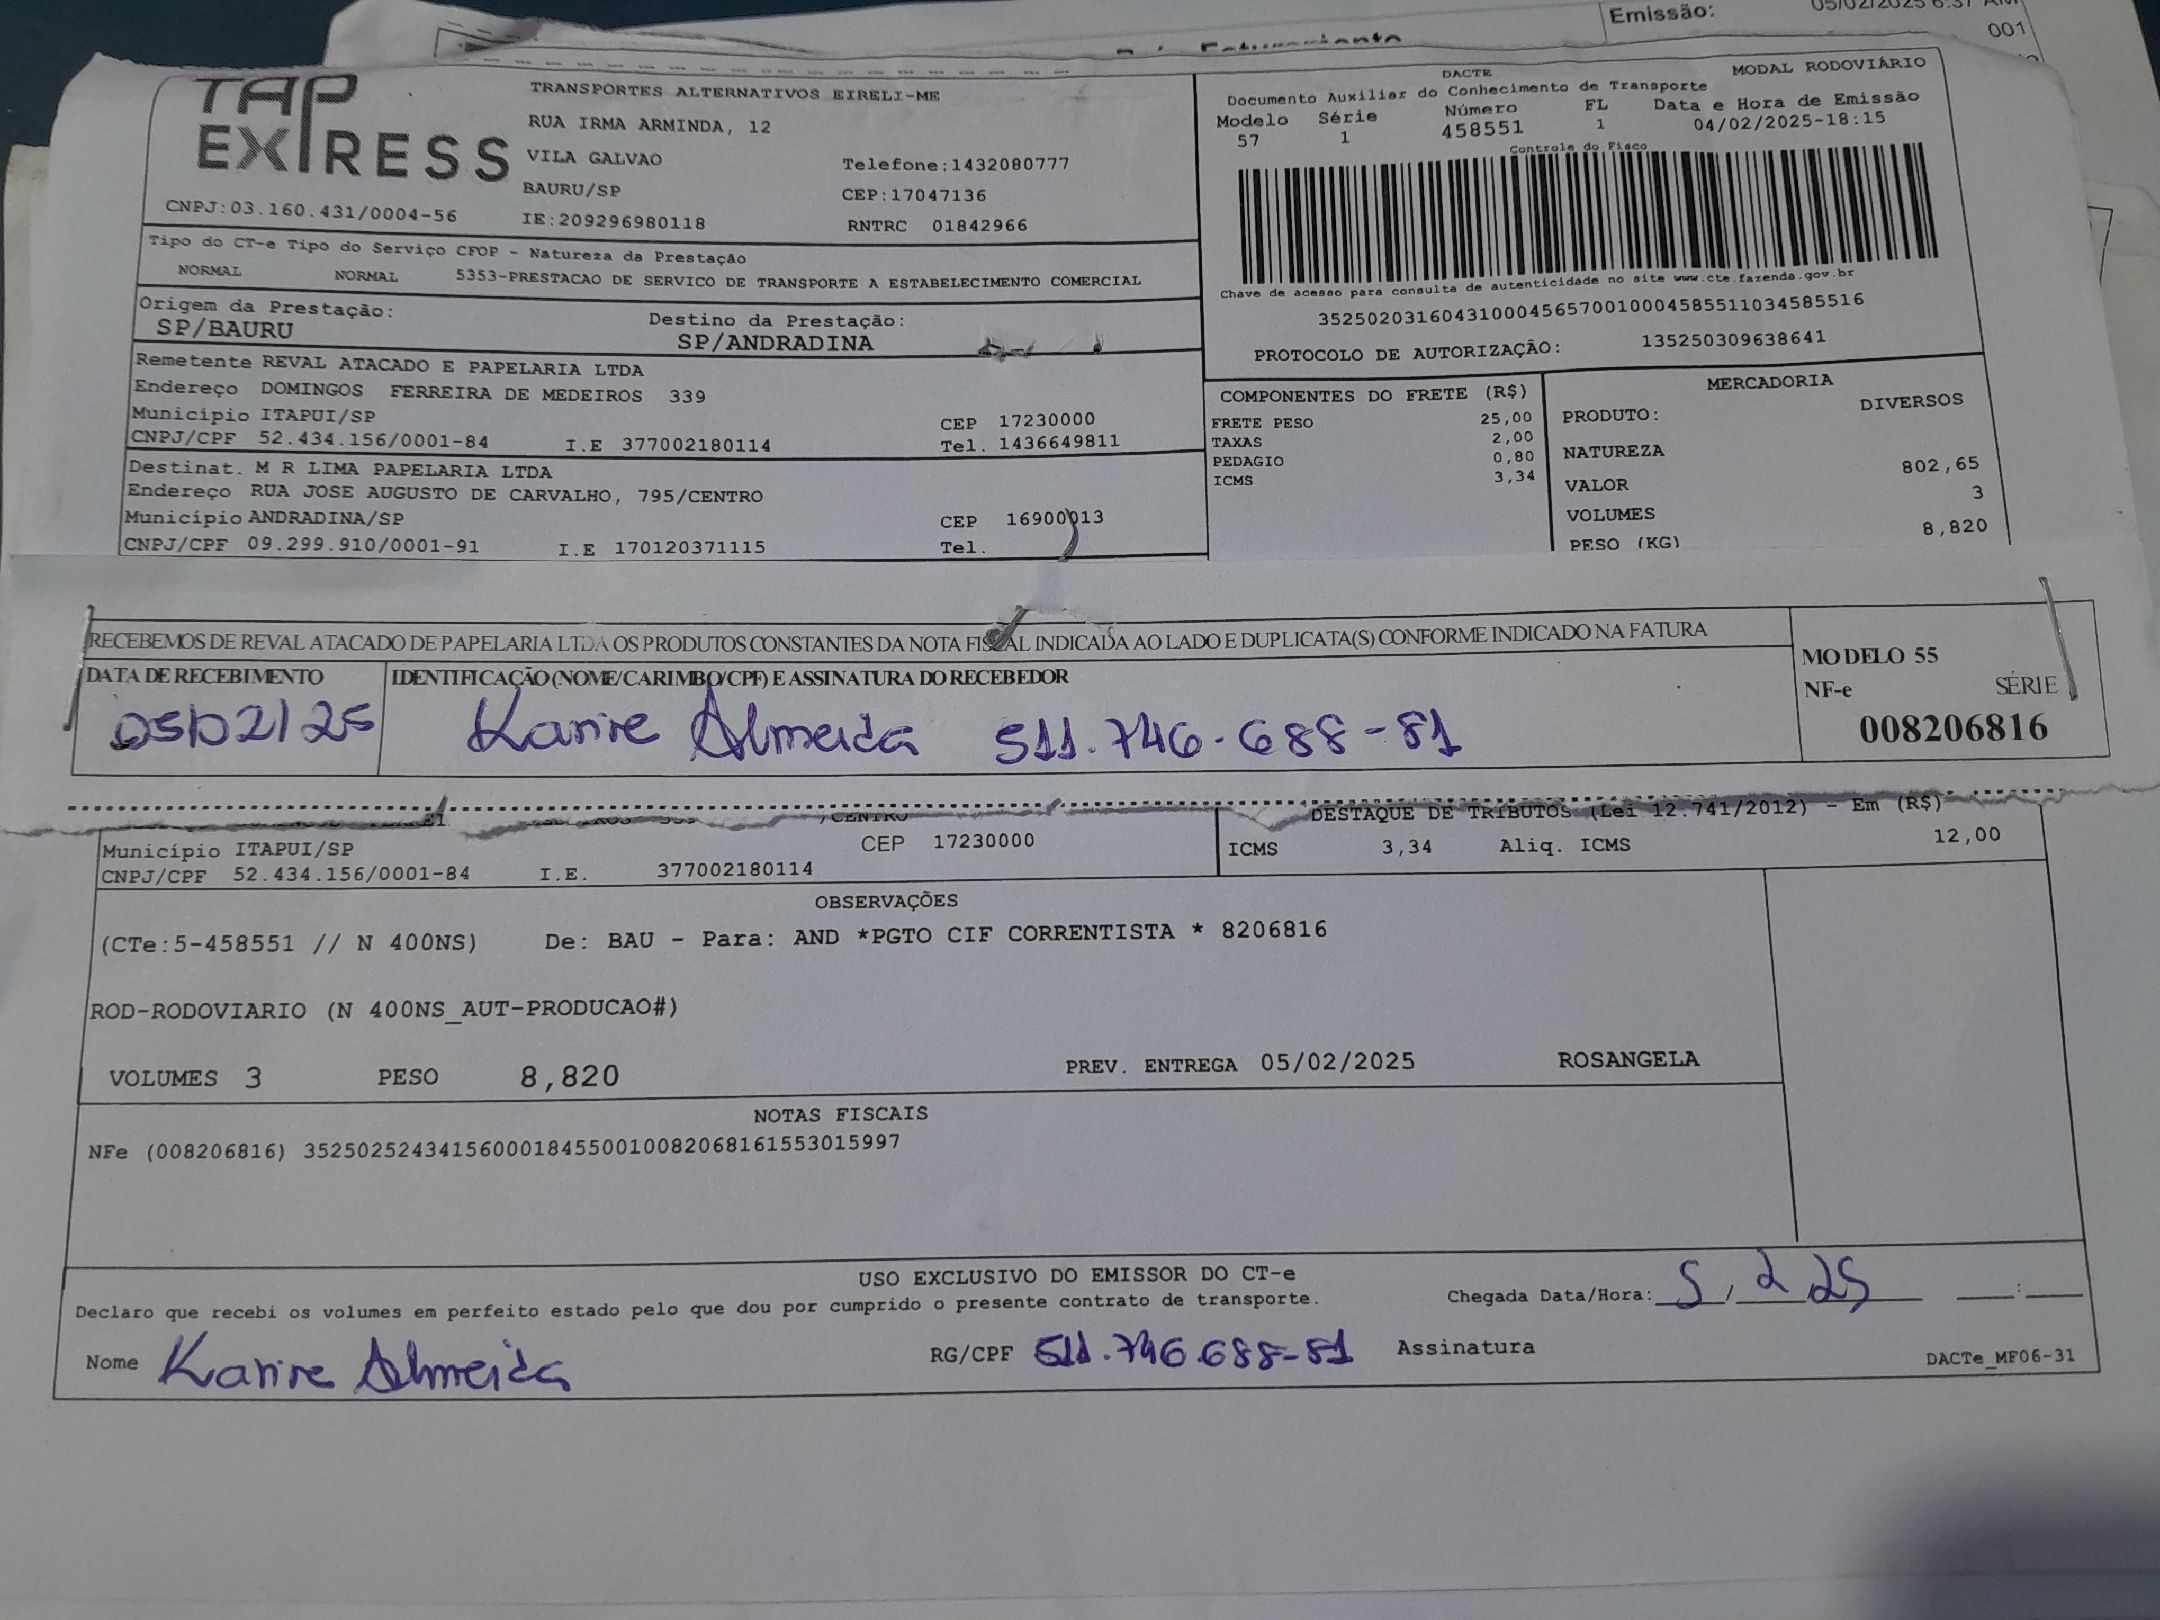 Emissão: 05/02/2025 6:37 AM
001
TAP
EXPRESS
CNPJ:03.160.431/0004-56
TRANSPORTES ALTERNATIVOS EIRELI-ME
RUA IRMA ARMINDA, 12
VILA GALVAO Telefone:1432080777
BAURU/SP CEP:17047136
IE:209296980118 RNTRC 01842966
DACTE MODAL RODOVIÁRIO
Documento Auxiliar do Conhecimento de Transporte
Modelo Série Número FL Data e Hora de Emissão
57 1 458551 1 04/02/2025-18:15
Controle do Fisco
Chave de acesso para consulta de autenticidade no site www.cte.fazenda.gov.br
35250203160431000456570010004585511034585516
PROTOCOLO DE AUTORIZAÇÃO: 135250309638641
Tipo do CT-e Tipo do Serviço CFOP - Natureza da Prestação
NORMAL NORMAL 5353-PRESTACAO DE SERVICO DE TRANSPORTE A ESTABELECIMENTO COMERCIAL
Origem da Prestação: Destino da Prestação:
SP/BAURU SP/ANDRADINA
Remetente REVAL ATACADO E PAPELARIA LTDA
Endereço DOMINGOS FERREIRA DE MEDEIROS 339
Município ITAPUI/SP CEP 17230000
CNPJ/CPF 52.434.156/0001-84 I.E 377002180114 Tel. 1436649811
Destinat. M R LIMA PAPELARIA LTDA
Endereço RUA JOSE AUGUSTO DE CARVALHO, 795/CENTRO
Município ANDRADINA/SP CEP 16900013
CNPJ/CPF 09.299.910/0001-91 I.E 170120371115 Tel.
COMPONENTES DO FRETE (R$)
FRETE PESO 25,00
TAXAS 2,00
PEDAGIO 0,80
ICMS 3,34
MERCADORIA
PRODUTO: DIVERSOS
NATUREZA
VALOR 802,65
VOLUMES 3
PESO (KG) 8,820
RECEBEMOS DE REVAL ATACADO DE PAPELARIA LTDA OS PRODUTOS CONSTANTES DA NOTA FISCAL INDICADA AO LADO E DUPLICATA(S) CONFORME INDICADO NA FATURA
DATA DE RECEBIMENTO IDENTIFICAÇÃO (NOME/CARIMBO/CPF) E ASSINATURA DO RECEBEDOR
05/02/25 Karine Almeida 511.746.688-81
MODELO 55
NF-e SÉRIE
008206816
/CENTRO
Município ITAPUI/SP CEP 17230000
CNPJ/CPF 52.434.156/0001-84 I.E. 377002180114
DESTAQUE DE TRIBUTOS (Lei 12.741/2012) - Em (R$)
ICMS 3,34 Aliq. ICMS 12,00
OBSERVAÇÕES
(CTe:5-458551 // N 400NS) De: BAU - Para: AND *PGTO CIF CORRENTISTA * 8206816
ROD-RODOVIARIO (N 400NS_AUT-PRODUCAO#)
VOLUMES 3 PESO 8,820 PREV. ENTREGA 05/02/2025 ROSANGELA
NOTAS FISCAIS
NFe (008206816) 35250252434156000184550010082068161553015997
USO EXCLUSIVO DO EMISSOR DO CT-e
Declaro que recebi os volumes em perfeito estado pelo que dou por cumprido o presente contrato de transporte. Chegada Data/Hora: 5 / 2 25 :
Nome Karine Almeida RG/CPF 511.746.688-81 Assinatura
DACTe_MF06-31